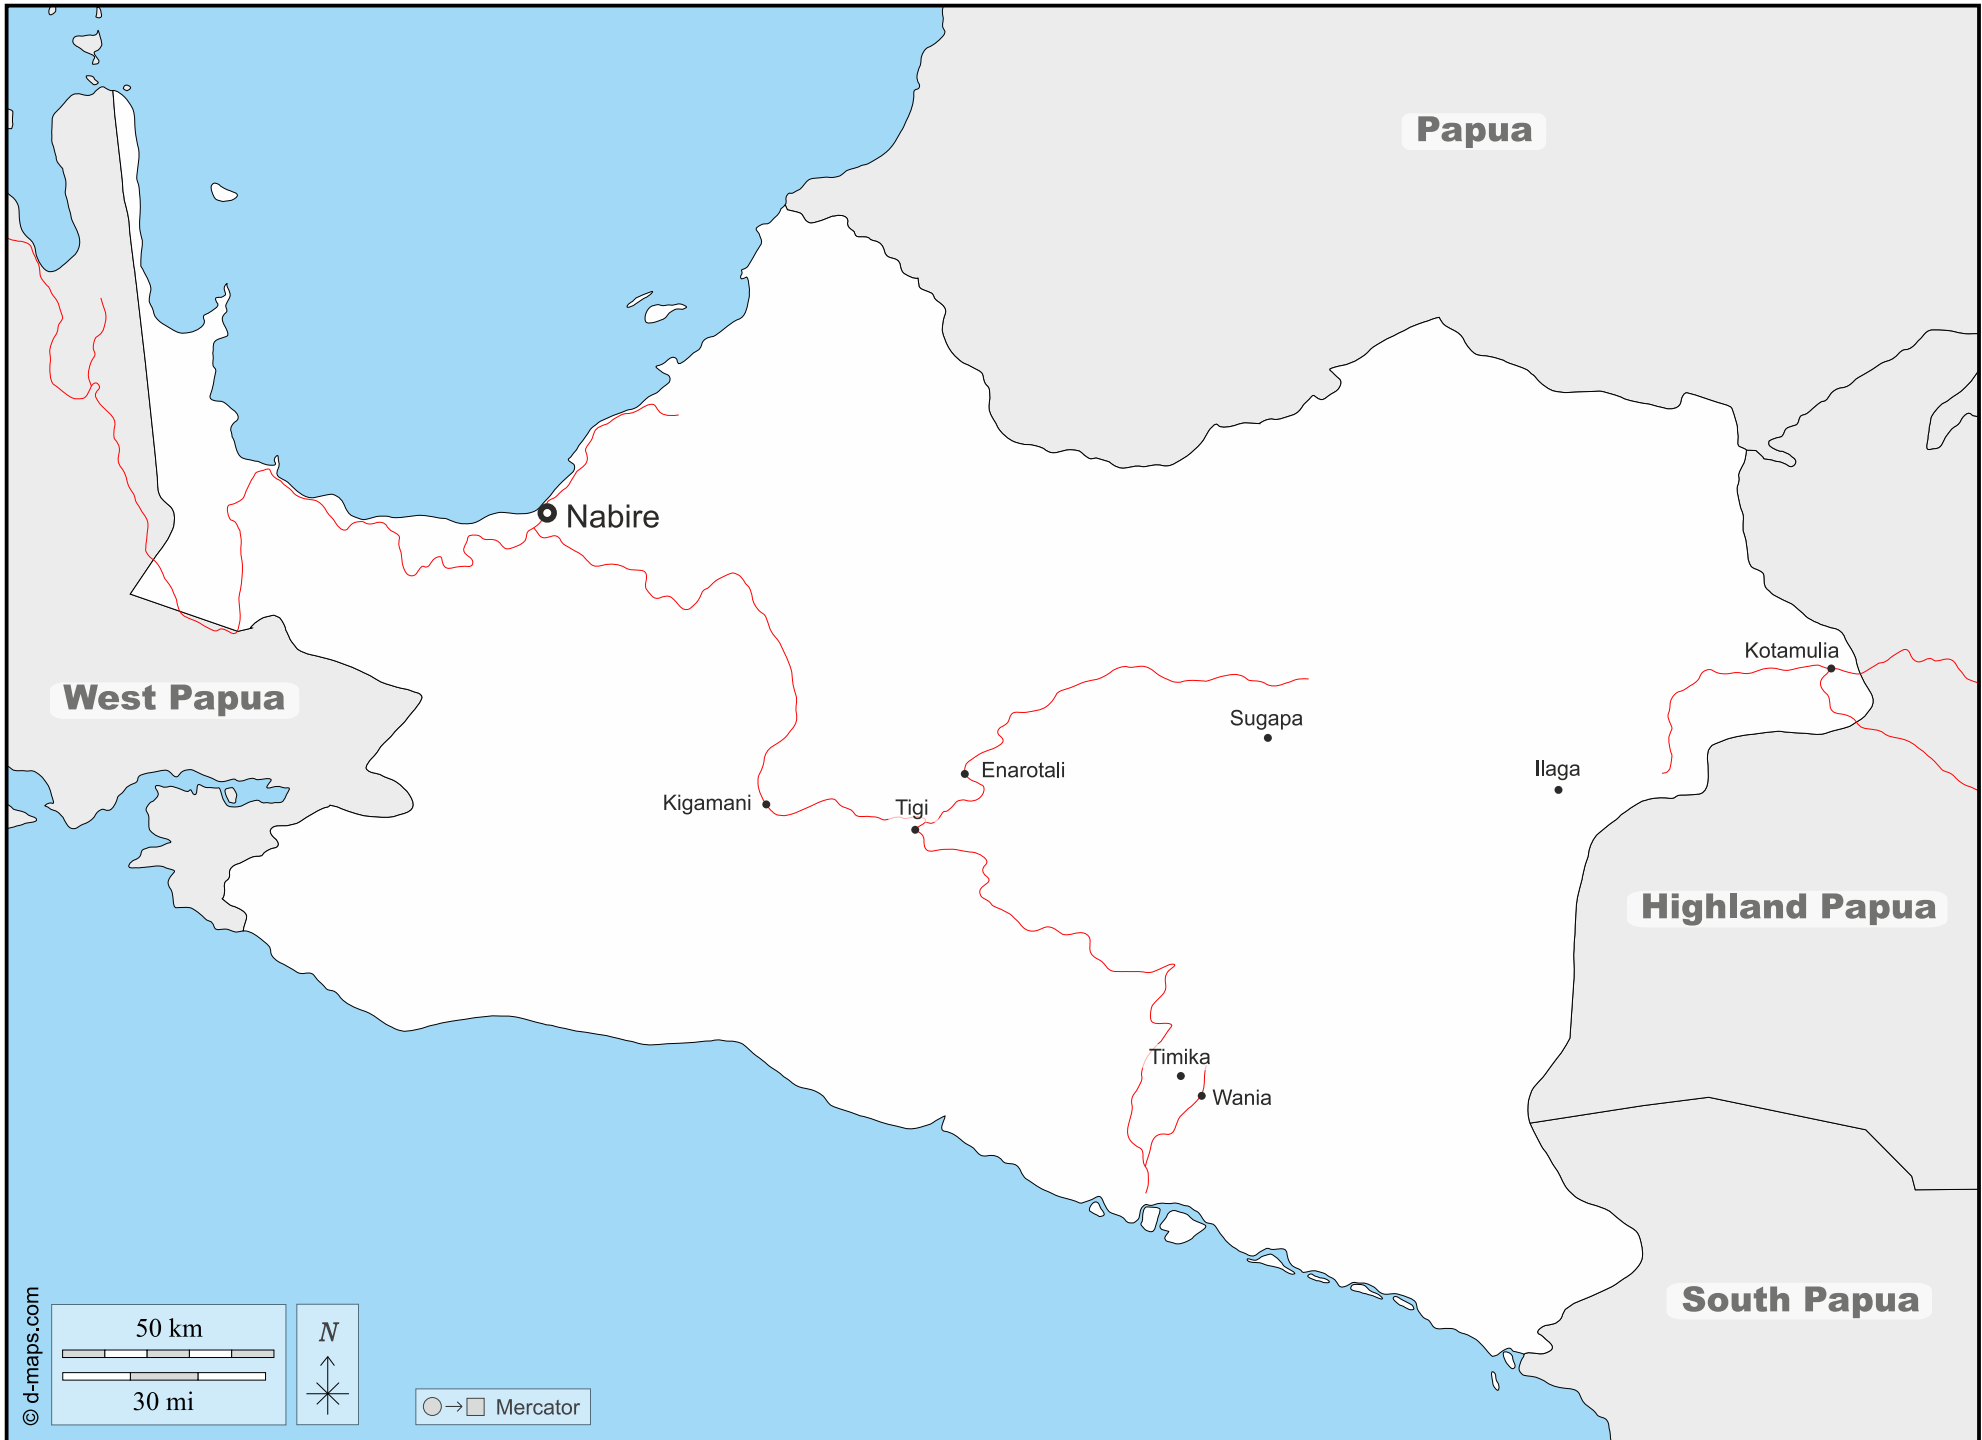 Papua
Nabire
Kotamulia
West Papua
Sugapa
Enarotali
Ilaga
Kigamani
Tigi
Highland Papua
Timika
Wania
South Papua
© d-maps.com
50 km
30 mi
N
Mercator